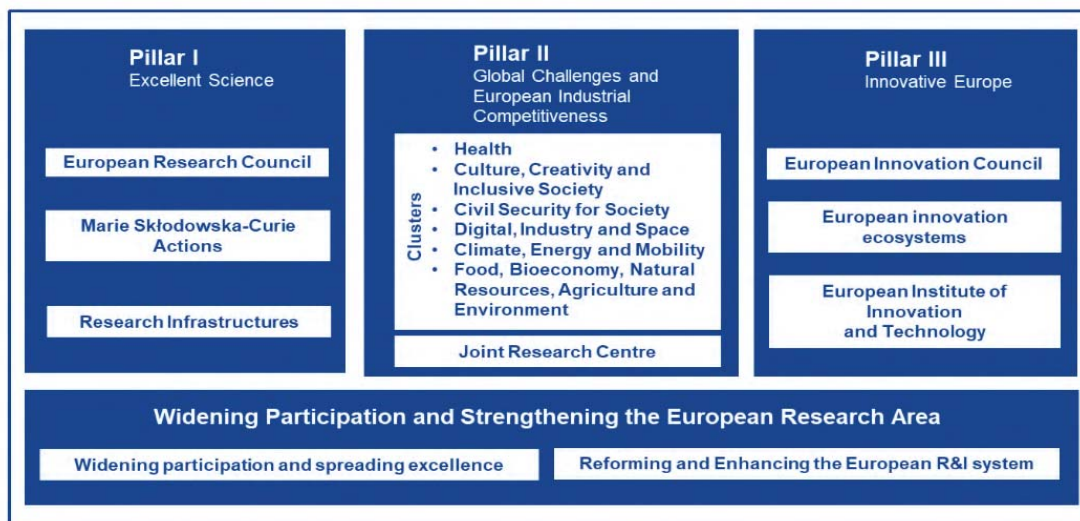 Pillar I
Excellent Science
European Research Council
Marie Skłodowska-Curie
Actions
Research Infrastructures
Pillar II
Global Challenges and
European Industrial
Competitiveness
Clusters
• Health
• Culture, Creativity and
Inclusive Society
• Civil Security for Society
• Digital, Industry and Space
• Climate, Energy and Mobility
• Food, Bioeconomy, Natural
Resources, Agriculture and
Environment
Joint Research Centre
Pillar III
Innovative Europe
European Innovation Council
European innovation
ecosystems
European Institute of
Innovation
and Technology
Widening Participation and Strengthening the European Research Area
Widening participation and spreading excellence
Reforming and Enhancing the European R&I system